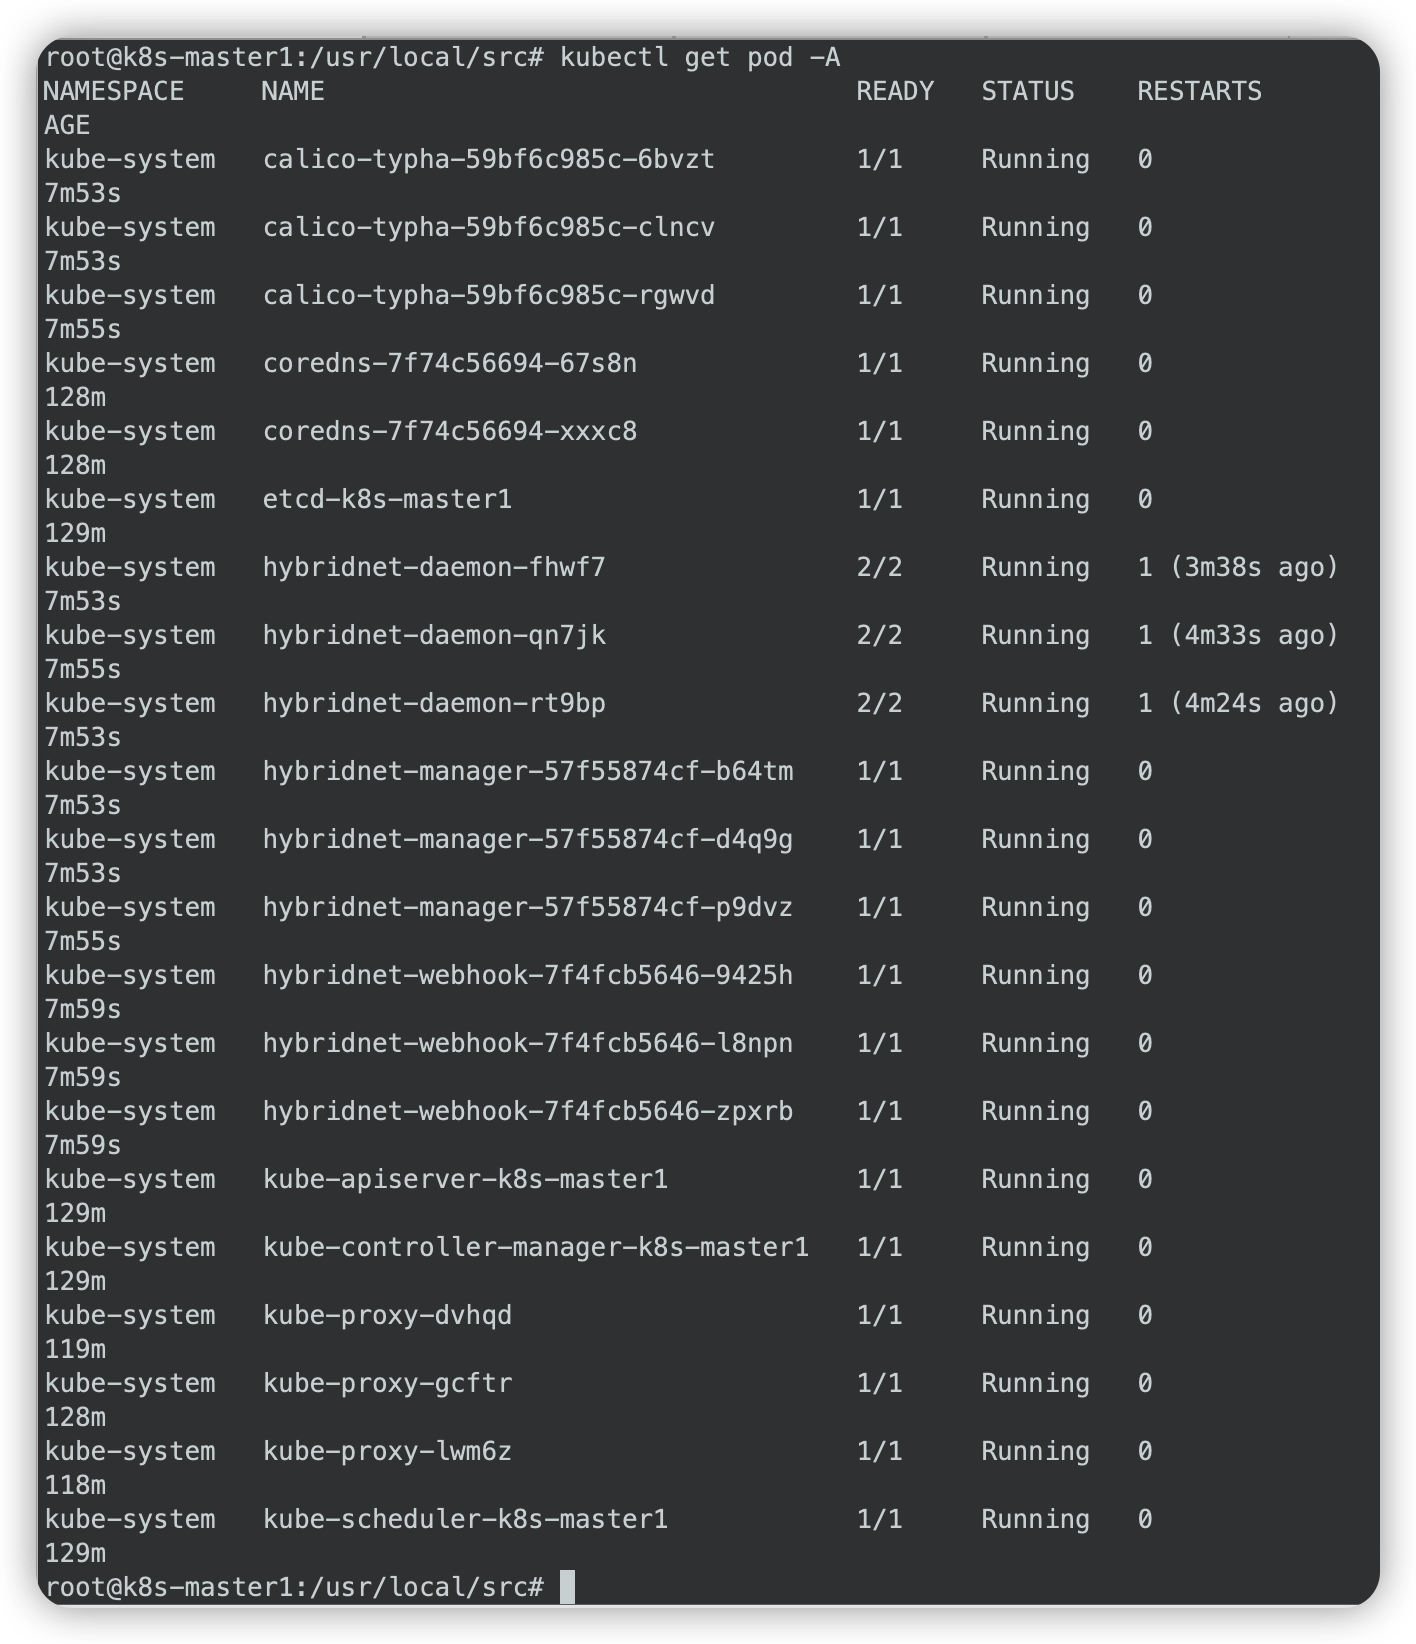 root@k8s-master1:/usr/local/src# kubectl get pod -A
NAMESPACE     NAME                                  READY   STATUS    RESTARTS
AGE
kube-system   calico-typha-59bf6c985c-6bvzt         1/1     Running   0
7m53s
kube-system   calico-typha-59bf6c985c-clncv         1/1     Running   0
7m53s
kube-system   calico-typha-59bf6c985c-rgwvd         1/1     Running   0
7m55s
kube-system   coredns-7f74c56694-67s8n              1/1     Running   0
128m
kube-system   coredns-7f74c56694-xxxc8              1/1     Running   0
128m
kube-system   etcd-k8s-master1                      1/1     Running   0
129m
kube-system   hybridnet-daemon-fhwf7                2/2     Running   1 (3m38s ago)
7m53s
kube-system   hybridnet-daemon-qn7jk                2/2     Running   1 (4m33s ago)
7m55s
kube-system   hybridnet-daemon-rt9bp                2/2     Running   1 (4m24s ago)
7m53s
kube-system   hybridnet-manager-57f55874cf-b64tm    1/1     Running   0
7m53s
kube-system   hybridnet-manager-57f55874cf-d4q9g    1/1     Running   0
7m53s
kube-system   hybridnet-manager-57f55874cf-p9dvz    1/1     Running   0
7m55s
kube-system   hybridnet-webhook-7f4fcb5646-9425h    1/1     Running   0
7m59s
kube-system   hybridnet-webhook-7f4fcb5646-l8npn    1/1     Running   0
7m59s
kube-system   hybridnet-webhook-7f4fcb5646-zpxrb    1/1     Running   0
7m59s
kube-system   kube-apiserver-k8s-master1            1/1     Running   0
129m
kube-system   kube-controller-manager-k8s-master1   1/1     Running   0
129m
kube-system   kube-proxy-dvhqd                      1/1     Running   0
119m
kube-system   kube-proxy-gcftr                      1/1     Running   0
128m
kube-system   kube-proxy-lwm6z                      1/1     Running   0
118m
kube-system   kube-scheduler-k8s-master1            1/1     Running   0
129m
root@k8s-master1:/usr/local/src#